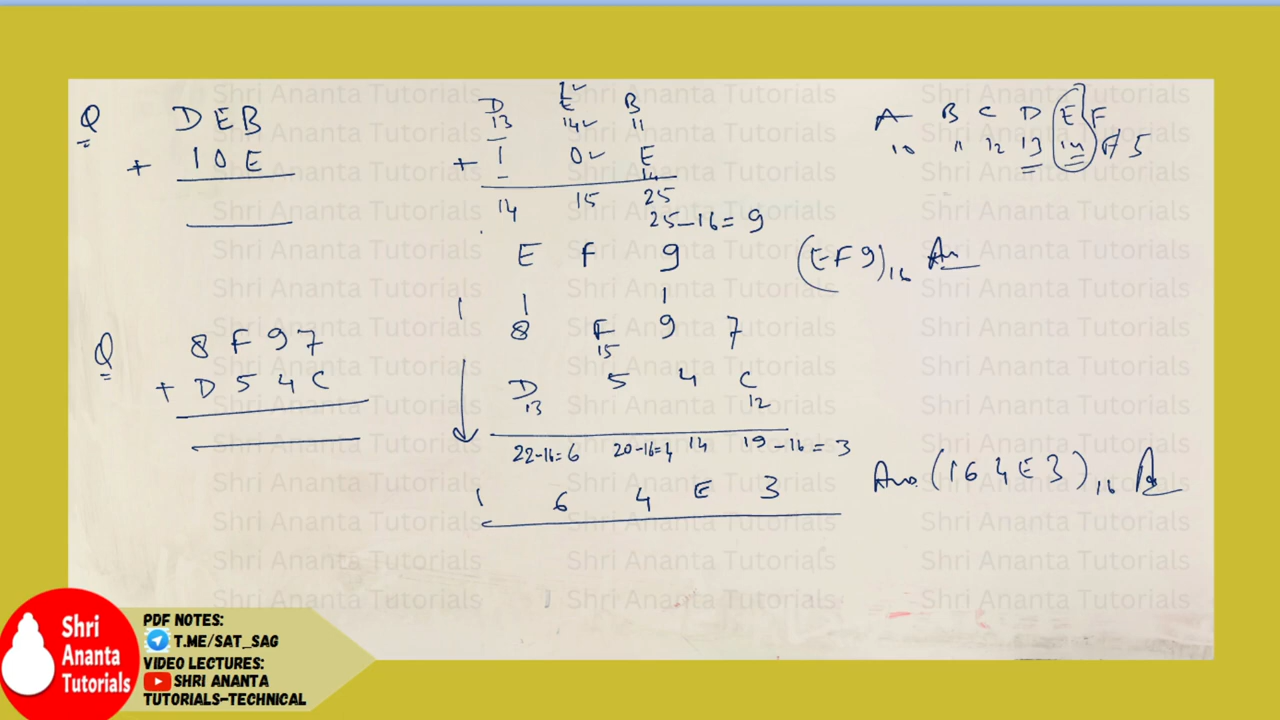 Q DEB
+ 10E
D E B
13 14 11
+ 1 0 E
14 15 25
25-16=9
E F 9
(EF9)16 Ans
A B C D E F
10 11 12 13 14 15
Q 8F97
+ D54C
1 1 1
8 F 9 7
15
D 5 4 C
13 12
22-16=6 20-16=4 14 19-16=3
1 6 4 E 3
Ans (164E3)16
Shri Ananta Tutorials
Shri
Ananta
Tutorials
PDF NOTES:
T.ME/SAT_SAG
VIDEO LECTURES:
SHRI ANANTA
TUTORIALS-TECHNICAL